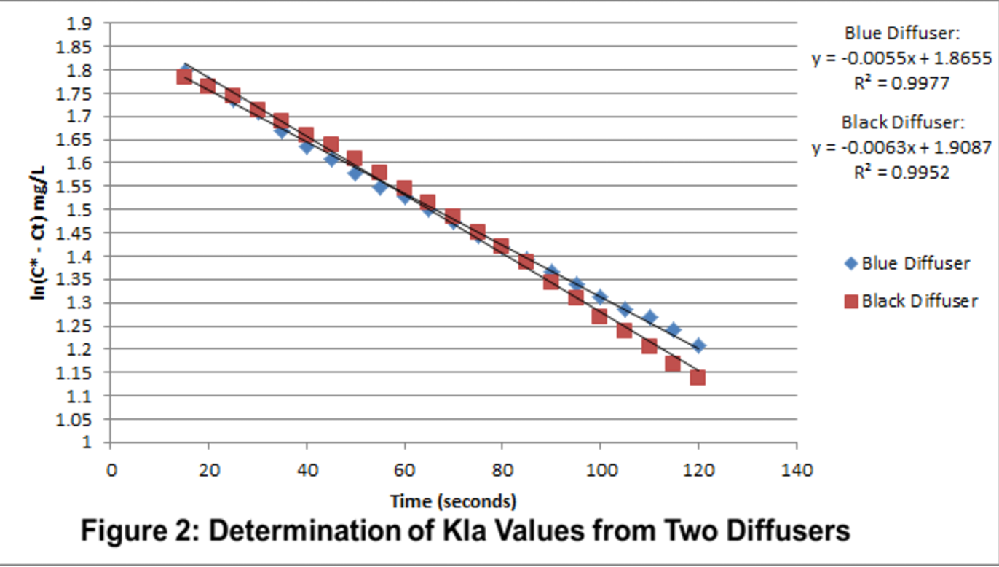 1.9
1.85
1.8
1.75
1.7
1.65
1.6
1.55
1.5
1.45
1.4
1.35
1.3
1.25
1.2
1.15
1.1
1.05
1
ln(C* - Ct) mg/L
0 20 40 60 80 100 120 140
Time (seconds)
Blue Diffuser:
y = -0.0055x + 1.8655
R² = 0.9977
Black Diffuser:
y = -0.0063x + 1.9087
R² = 0.9952
Blue Diffuser
Black Diffuser
Figure 2: Determination of Kla Values from Two Diffusers